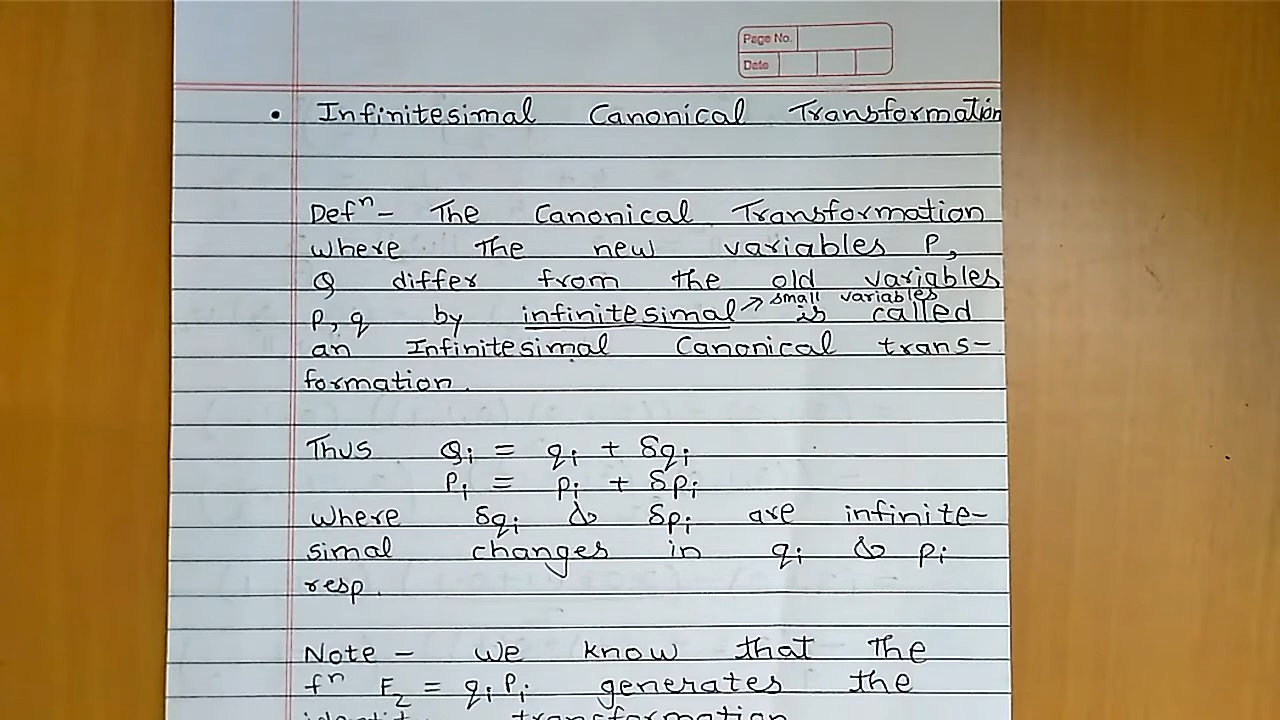 Page No.
Date
• Infinitesimal Canonical Transformation
Defⁿ - The Canonical Transformation
where the new variables P,
Q differ from the old variables
p, q by infinitesimal → small variables is called
an Infinitesimal Canonical trans-
formation.
Thus Qi = qi + δqi
Pi = pi + δpi
where δqi & δpi are infinite-
simal changes in qi & pi
resp.
Note - we know that the
fⁿ F₂ = qi Pi generates the
transformation